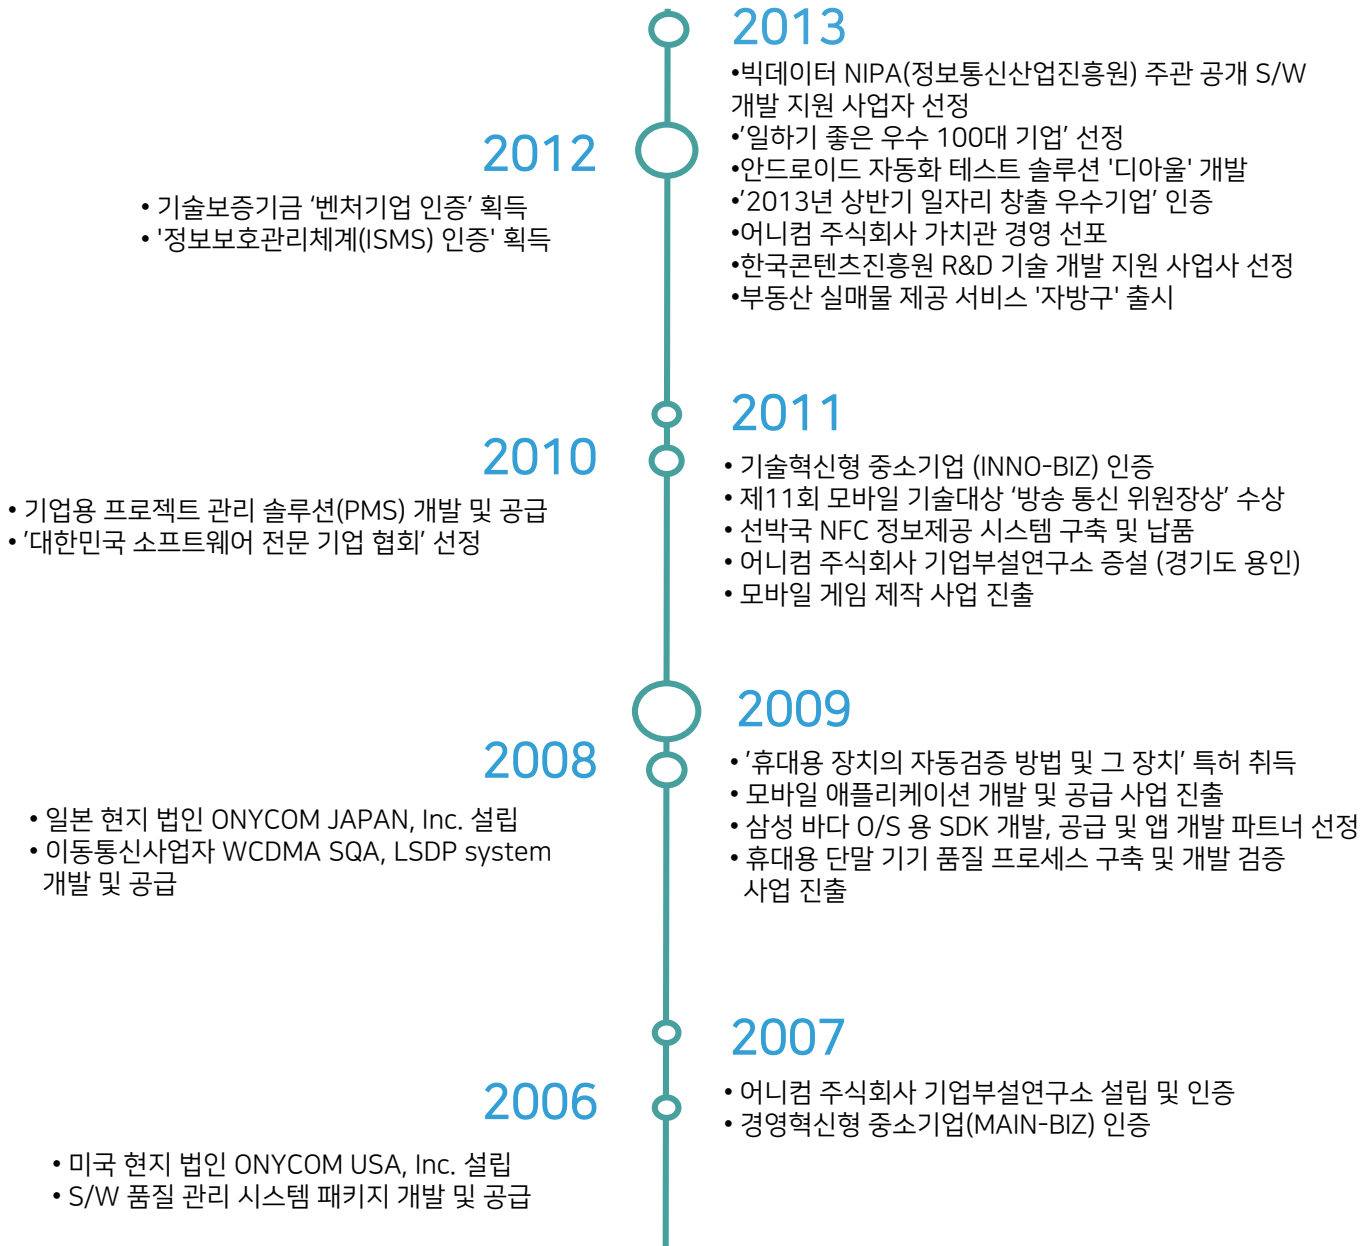 2013
•빅데이터 NIPA(정보통신산업진흥원) 주관 공개 S/W
개발 지원 사업자 선정
•’일하기 좋은 우수 100대 기업’ 선정
•안드로이드 자동화 테스트 솔루션 '디아울' 개발
•’2013년 상반기 일자리 창출 우수기업’ 인증
•어니컴 주식회사 가치관 경영 선포
•한국콘텐츠진흥원 R&D 기술 개발 지원 사업사 선정
•부동산 실매물 제공 서비스 '자방구' 출시
2012
• 기술보증기금 ‘벤처기업 인증’ 획득
• '정보보호관리체계(ISMS) 인증' 획득
2011
• 기술혁신형 중소기업 (INNO-BIZ) 인증
• 제11회 모바일 기술대상 ‘방송 통신 위원장상’ 수상
• 선박국 NFC 정보제공 시스템 구축 및 납품
• 어니컴 주식회사 기업부설연구소 증설 (경기도 용인)
• 모바일 게임 제작 사업 진출
2010
• 기업용 프로젝트 관리 솔루션(PMS) 개발 및 공급
• ’대한민국 소프트웨어 전문 기업 협회’ 선정
2009
• ’휴대용 장치의 자동검증 방법 및 그 장치’ 특허 취득
• 모바일 애플리케이션 개발 및 공급 사업 진출
• 삼성 바다 O/S 용 SDK 개발, 공급 및 앱 개발 파트너 선정
• 휴대용 단말 기기 품질 프로세스 구축 및 개발 검증
사업 진출
2008
• 일본 현지 법인 ONYCOM JAPAN, Inc. 설립
• 이동통신사업자 WCDMA SQA, LSDP system
개발 및 공급
2007
• 어니컴 주식회사 기업부설연구소 설립 및 인증
• 경영혁신형 중소기업(MAIN-BIZ) 인증
2006
• 미국 현지 법인 ONYCOM USA, Inc. 설립
• S/W 품질 관리 시스템 패키지 개발 및 공급